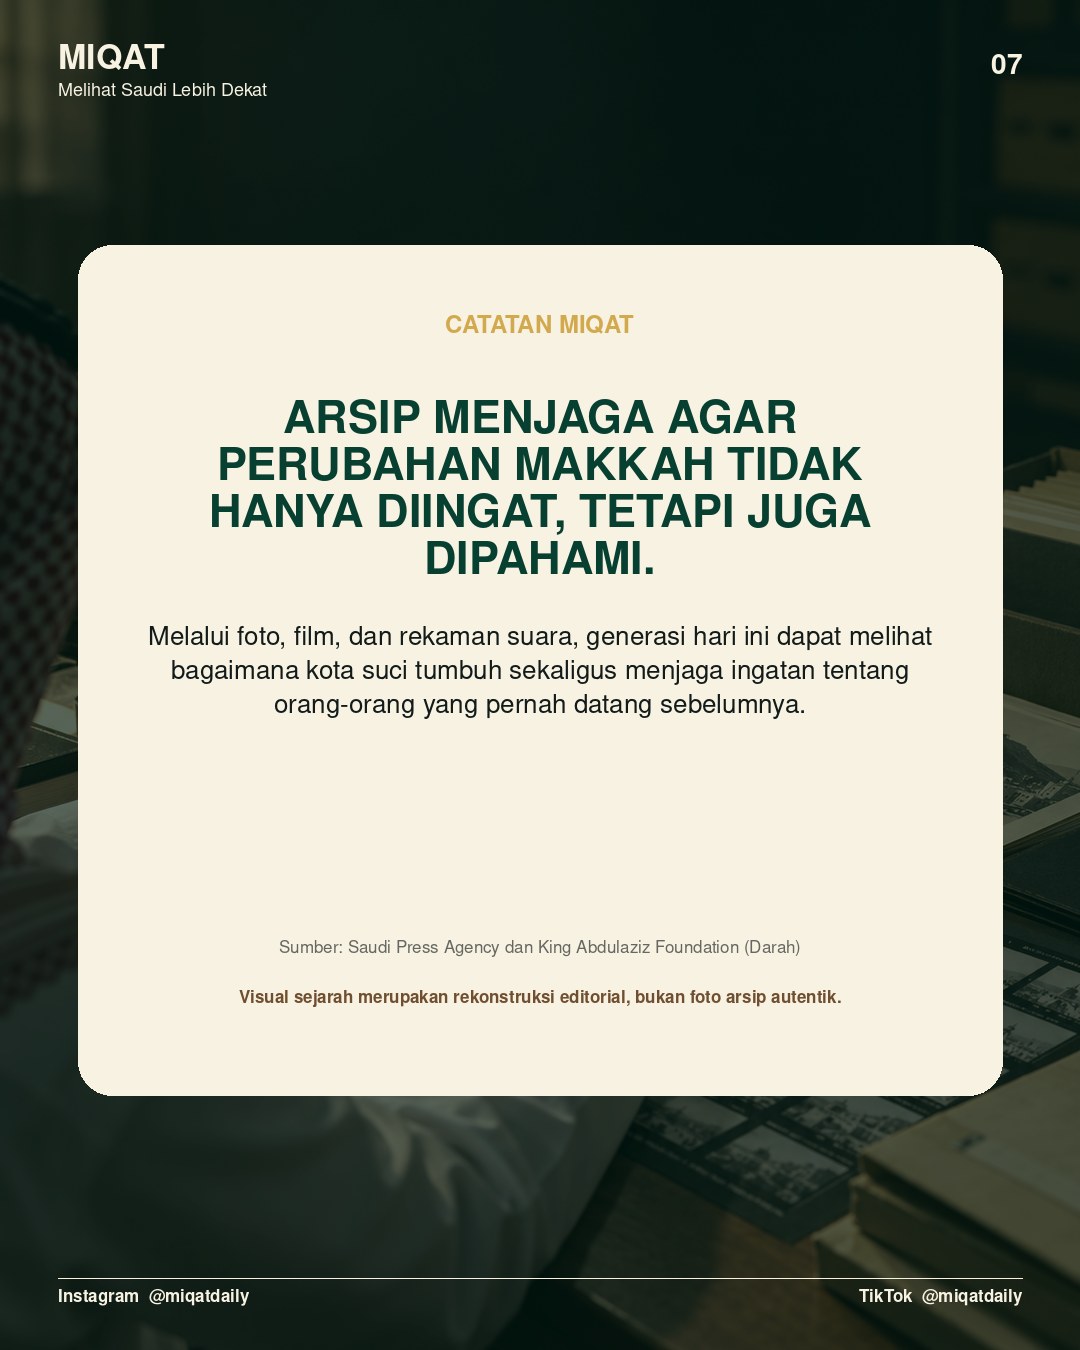 MIQAT
Melihat Saudi Lebih Dekat
07
CATATAN MIQAT
ARSIP MENJAGA AGAR
PERUBAHAN MAKKAH TIDAK
HANYA DIINGAT, TETAPI JUGA
DIPAHAMI.
Melalui foto, film, dan rekaman suara, generasi hari ini dapat melihat
bagaimana kota suci tumbuh sekaligus menjaga ingatan tentang
orang-orang yang pernah datang sebelumnya.
Sumber: Saudi Press Agency dan King Abdulaziz Foundation (Darah)
Visual sejarah merupakan rekonstruksi editorial, bukan foto arsip autentik.
Instagram @miqatdaily
TikTok @miqatdaily